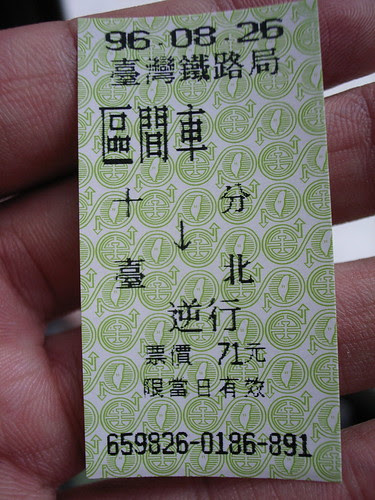 96.08.26
臺灣鐵路局
區間車
十 分
↓
臺 北
逆行
票價 71元
限當日有效
659826-0186-891